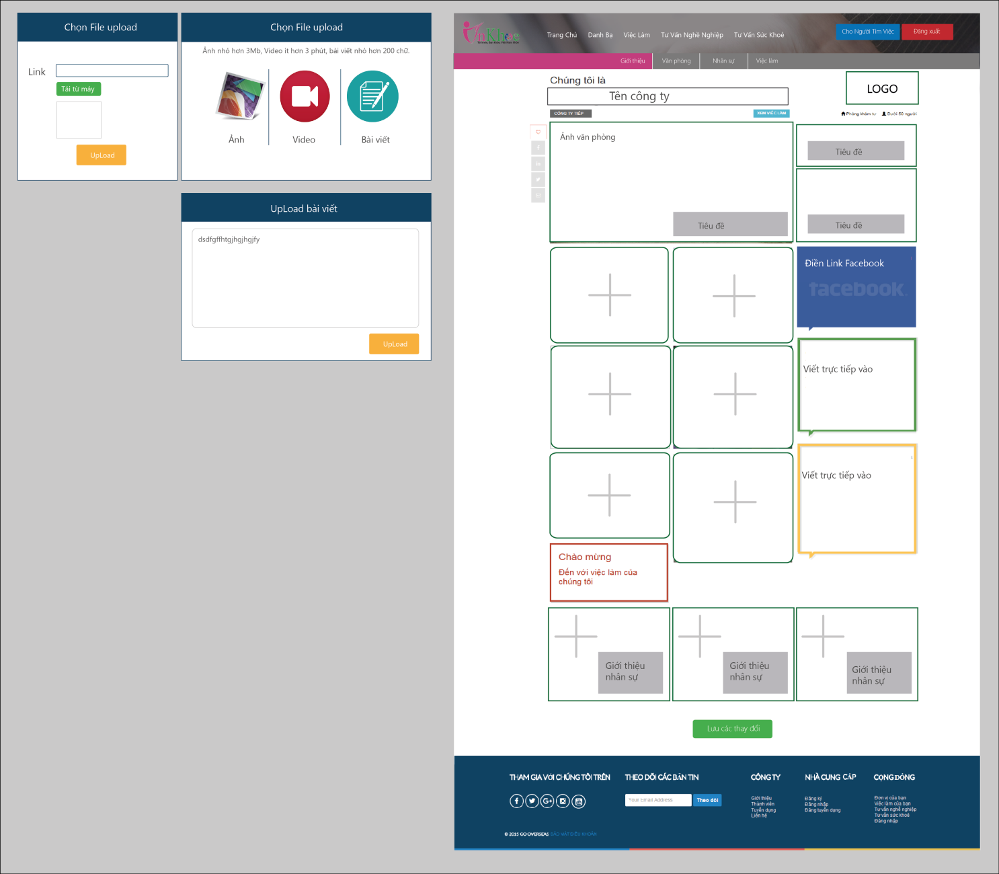 Chọn File upload
Link
Tải từ máy
UpLoad
Chọn File upload
Ảnh nhỏ hơn 3Mb, Video ít hơn 3 phút, bài viết nhỏ hơn 200 chữ.
Ảnh
Video
Bài viết
UpLoad bài viết
dsdfgffhtgjhgjhgjfy
UpLoad
VnKhoe
Trang Chủ
Danh Bạ
Việc Làm
Tư Vấn Nghề Nghiệp
Tư Vấn Sức Khoẻ
Cho Người Tìm Việc
Đăng xuất
Giới thiệu
Văn phòng
Nhân sự
Việc làm
Chúng tôi là
Tên công ty
LOGO
CÔNG TY TIẾP
XEM VIỆC LÀM
Phòng khám tư
Dưới 50 người
Ảnh văn phòng
Tiêu đề
Tiêu đề
Tiêu đề
Điền Link Facebook
facebook
Viết trực tiếp vào
Viết trực tiếp vào
Chào mừng
Đến với việc làm của
chúng tôi
Giới thiệu
nhân sự
Giới thiệu
nhân sự
Giới thiệu
nhân sự
Lưu các thay đổi
THAM GIA VỚI CHÚNG TÔI TRÊN
THEO DÕI CÁC BẢN TIN
Your Email Address
Theo dõi
CÔNG TY
Giới thiệu
Thành viên
Tuyển dụng
Liên hệ
NHÀ CUNG CẤP
Đăng ký
Đăng nhập
Đăng tuyển dụng
CỘNG ĐỒNG
Đơn vị của bạn
Việc làm của bạn
Tư vấn nghề nghiệp
Tư vấn sức khoẻ
Đăng nhập
© 2015 GO OVERSEAS BẢO MẬT ĐIỀU KHOẢN